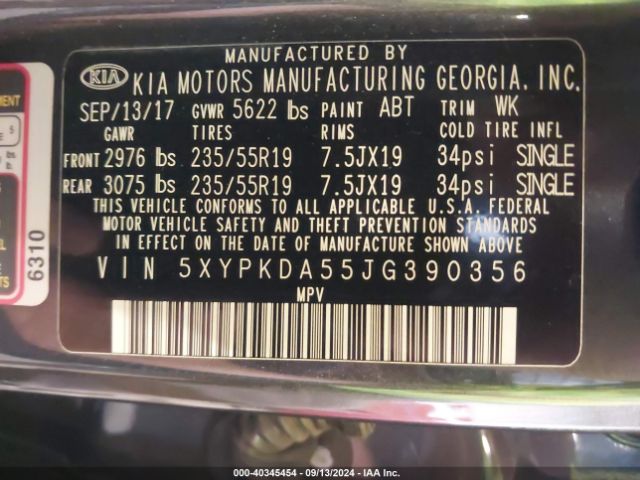 MANUFACTURED BY
KIA KIA MOTORS MANUFACTURING GEORGIA, INC.
SEP/13/17 GVWR 5622 lbs PAINT ABT TRIM WK
GAWR TIRES RIMS COLD TIRE INFL
FRONT 2976 lbs 235/55R19 7.5JX19 34psi SINGLE
REAR 3075 lbs 235/55R19 7.5JX19 34psi SINGLE
THIS VEHICLE CONFORMS TO ALL APPLICABLE U.S.A. FEDERAL
MOTOR VEHICLE SAFETY AND THEFT PREVENTION STANDARDS
IN EFFECT ON THE DATE OF MANUFACTURE SHOWN ABOVE
VIN 5XYPKDA55JG390356
MPV
5
6310
000-40345454 - 09/13/2024 - IAAI Inc.